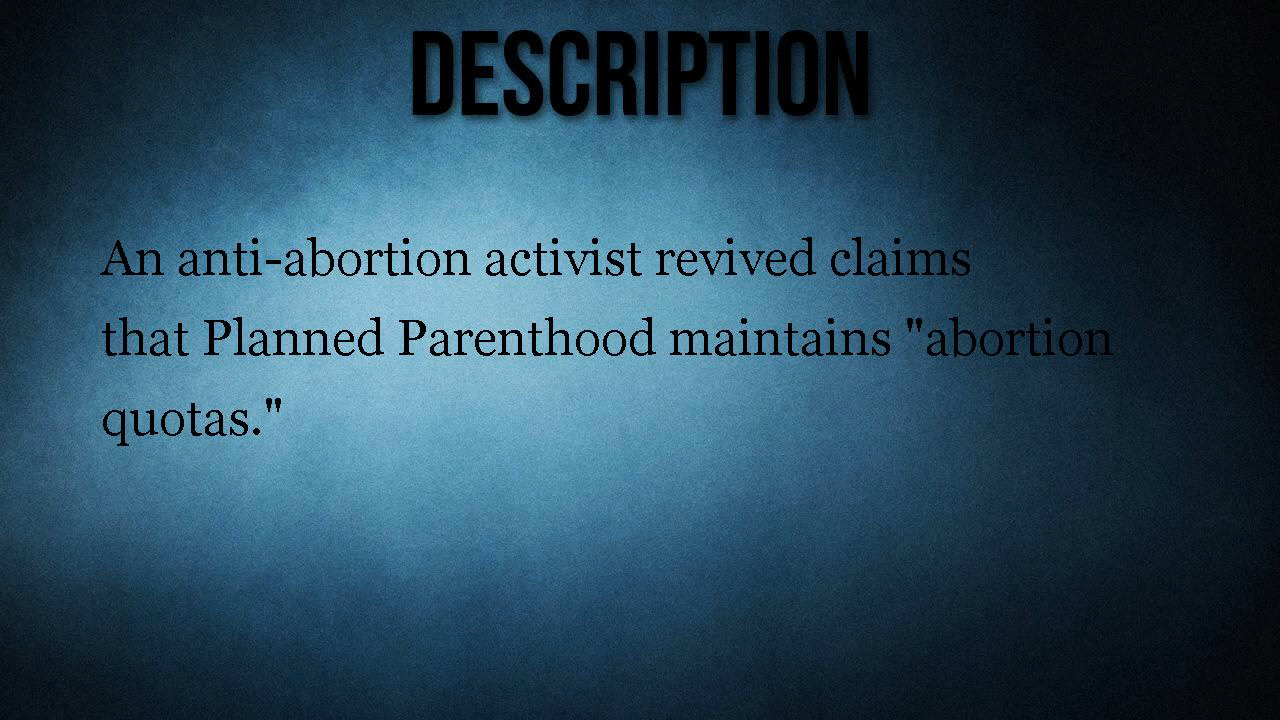 DESCRIPTION
An anti-abortion activist revived claims
that Planned Parenthood maintains "abortion
quotas."